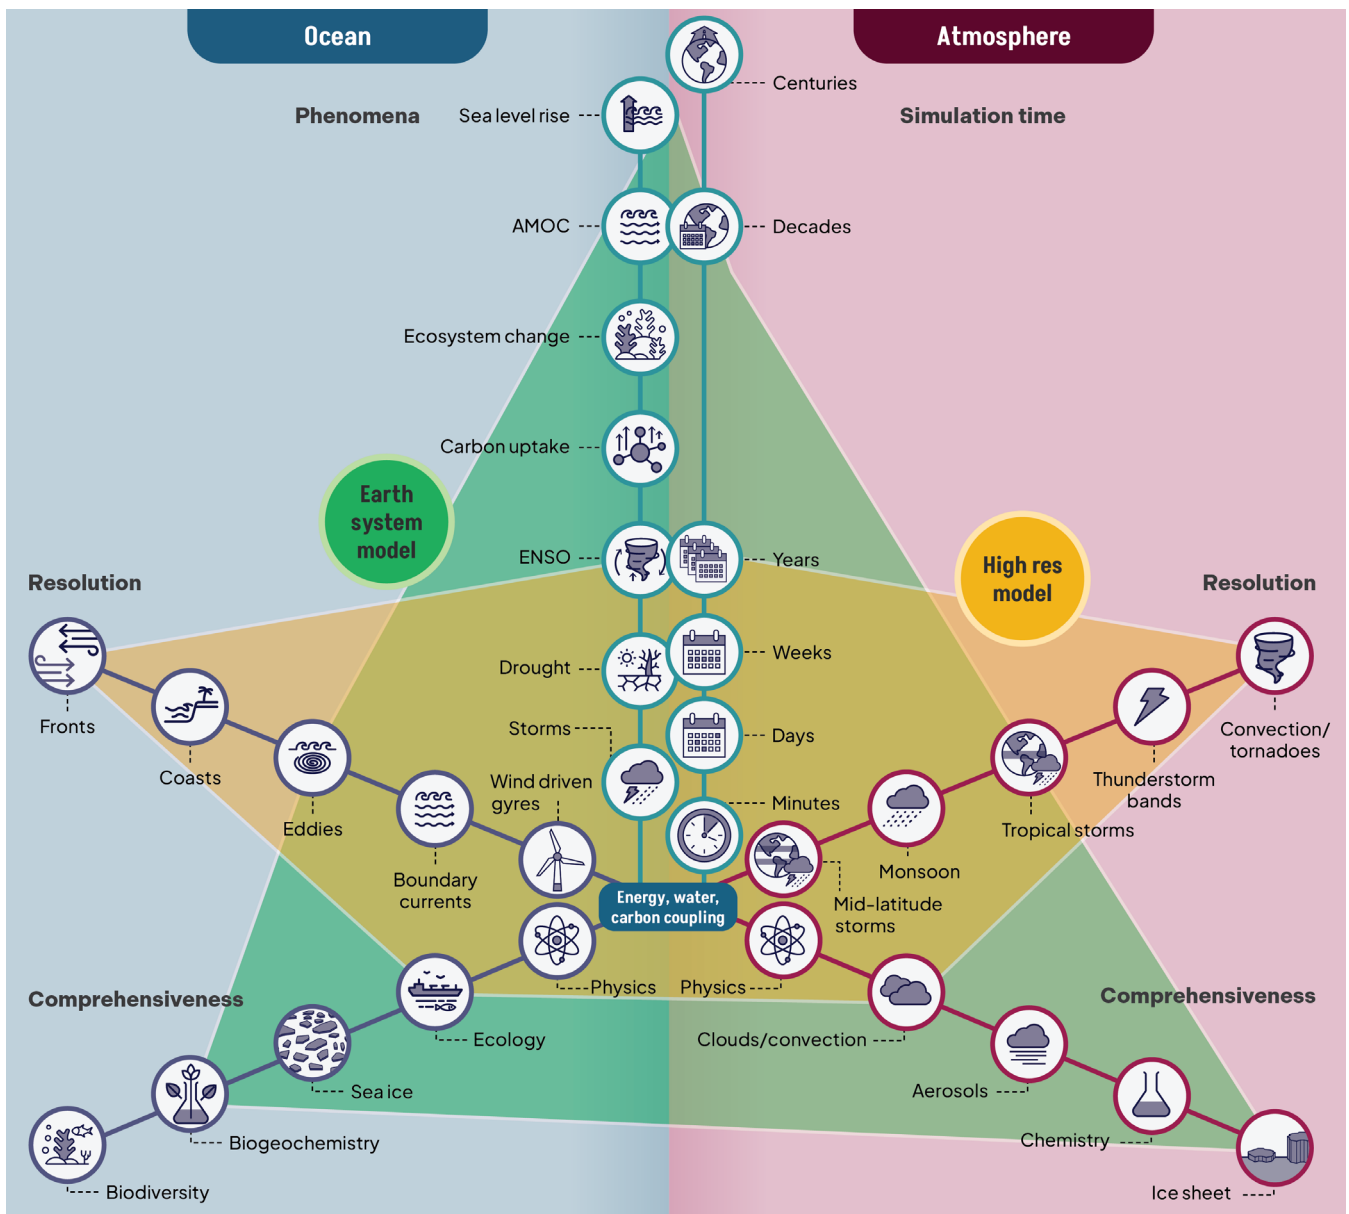 Ocean
Atmosphere
Centuries
Phenomena
Sea level rise
Simulation time
AMOC
Decades
Ecosystem change
Carbon uptake
Earth
system
model
ENSO
Years
High res
model
Resolution
Resolution
Drought
Weeks
Fronts
Storms
Days
Convection/
tornadoes
Coasts
Wind driven
gyres
Thunderstorm
bands
Minutes
Eddies
Tropical storms
Boundary
currents
Monsoon
Energy, water,
carbon coupling
Mid-latitude
storms
Physics
Physics
Comprehensiveness
Comprehensiveness
Ecology
Clouds/convection
Sea ice
Aerosols
Biogeochemistry
Chemistry
Biodiversity
Ice sheet